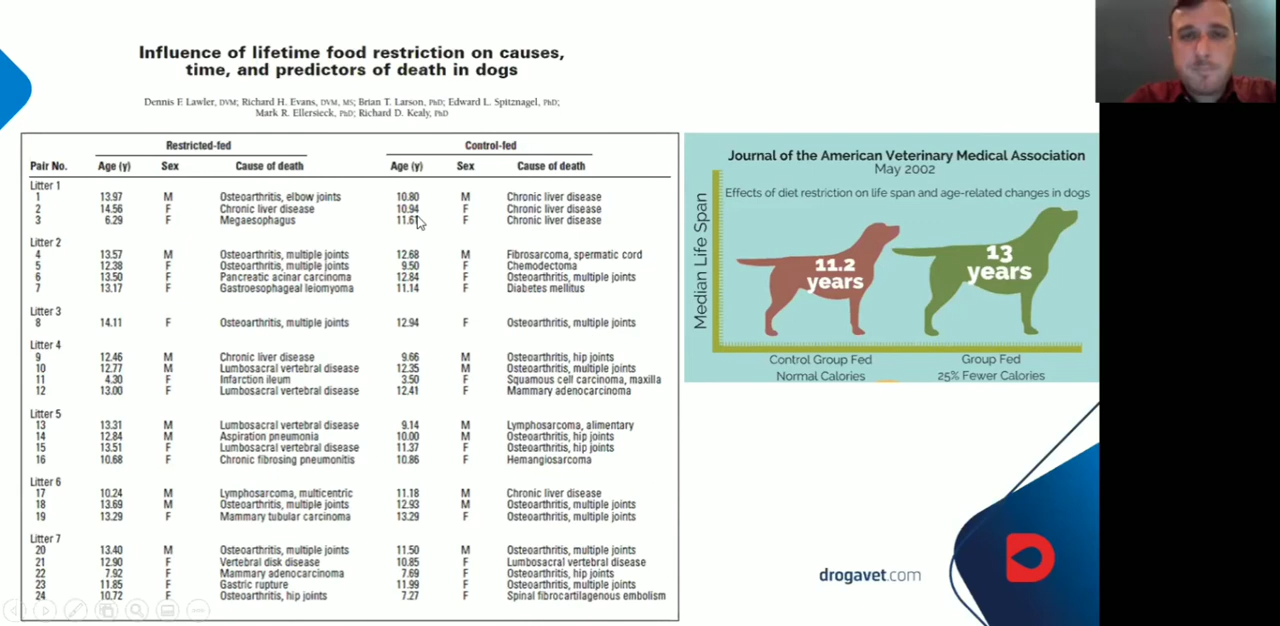 Influence of lifetime food restriction on causes,
time, and predictors of death in dogs
Dennis F. Lawler, DVM; Richard H. Evans, DVM, MS; Brian T. Larson, PhD; Edward L. Spitznagel, PhD;
Mark R. Ellersieck, PhD; Richard D. Kealy, PhD
Restricted-fed Control-fed
Pair No. Age (y) Sex Cause of death Age (y) Sex Cause of death
Litter 1
1 13.97 M Osteoarthritis, elbow joints 10.80 M Chronic liver disease
2 14.56 F Chronic liver disease 10.94 F Chronic liver disease
3 6.29 F Megaesophagus 11.67 F Chronic liver disease
Litter 2
4 13.57 M Osteoarthritis, multiple joints 12.68 M Fibrosarcoma, spermatic cord
5 12.38 F Osteoarthritis, multiple joints 9.50 F Chemodectoma
6 13.50 F Pancreatic acinar carcinoma 12.84 F Osteoarthritis, multiple joints
7 13.17 F Gastroesophageal leiomyoma 11.14 F Diabetes mellitus
Litter 3
8 14.11 F Osteoarthritis, multiple joints 12.94 F Osteoarthritis, multiple joints
Litter 4
9 12.46 M Chronic liver disease 9.66 M Osteoarthritis, hip joints
10 12.77 M Lumbosacral vertebral disease 12.35 M Osteoarthritis, multiple joints
11 4.30 F Infarction ileum 3.50 F Squamous cell carcinoma, maxilla
12 13.00 F Lumbosacral vertebral disease 12.41 F Mammary adenocarcinoma
Litter 5
13 13.31 M Lumbosacral vertebral disease 9.14 M Lymphosarcoma, alimentary
14 12.84 M Aspiration pneumonia 10.00 M Osteoarthritis, hip joints
15 13.51 F Lumbosacral vertebral disease 11.37 F Osteoarthritis, hip joints
16 10.68 F Chronic fibrosing pneumonitis 10.86 F Hemangiosarcoma
Litter 6
17 10.24 M Lymphosarcoma, multicentric 11.18 M Chronic liver disease
18 13.69 M Osteoarthritis, multiple joints 12.93 M Osteoarthritis, multiple joints
19 13.29 F Mammary tubular carcinoma 13.29 F Osteoarthritis, multiple joints
Litter 7
20 13.40 M Osteoarthritis, multiple joints 11.50 M Osteoarthritis, multiple joints
21 12.90 F Vertebral disk disease 10.85 F Lumbosacral vertebral disease
22 7.92 F Mammary adenocarcinoma 7.69 F Osteoarthritis, hip joints
23 11.85 F Gastric rupture 11.99 F Osteoarthritis, multiple joints
24 10.72 F Osteoarthritis, hip joints 7.27 F Spinal fibrocartilagenous embolism
Journal of the American Veterinary Medical Association
May 2002
Effects of diet restriction on life span and age-related changes in dogs
Median Life Span
11.2
years
13
years
Control Group Fed
Normal Calories
Group Fed
25% Fewer Calories
drogavet.com